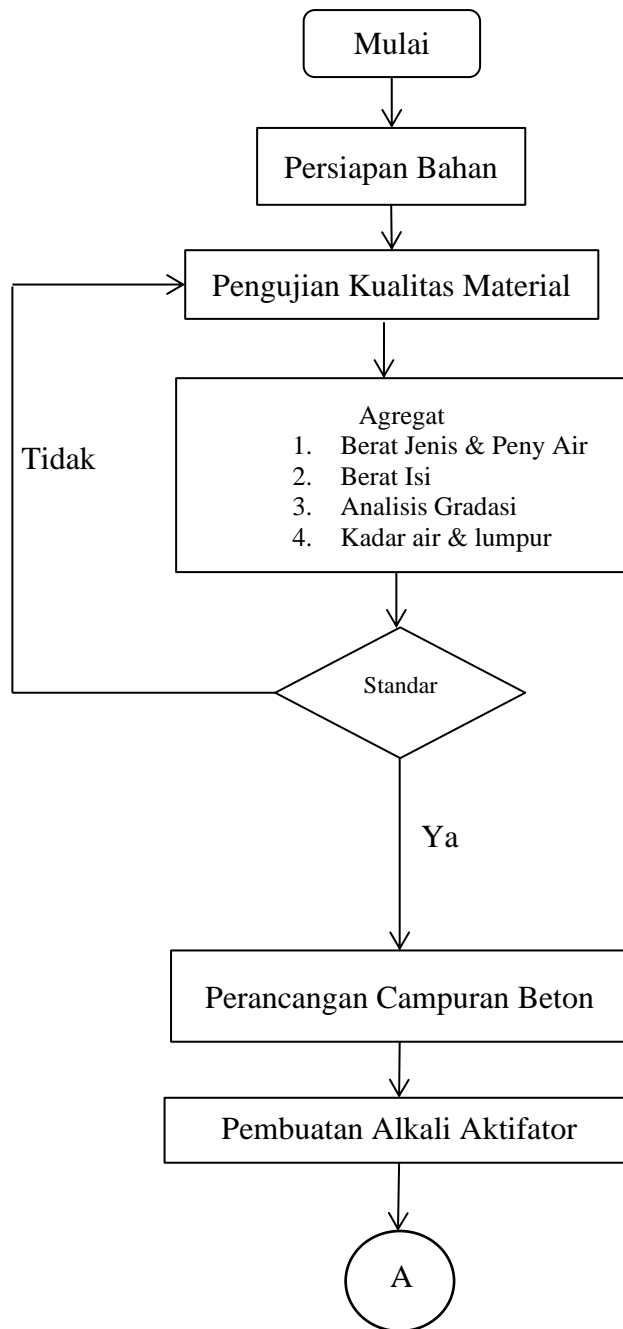 Mulai
Persiapan Bahan
Pengujian Kualitas Material
Agregat
1. Berat Jenis & Peny Air
2. Berat Isi
3. Analisis Gradasi
4. Kadar air & lumpur
Tidak
Standar
Ya
Perancangan Campuran Beton
Pembuatan Alkali Aktifator
A